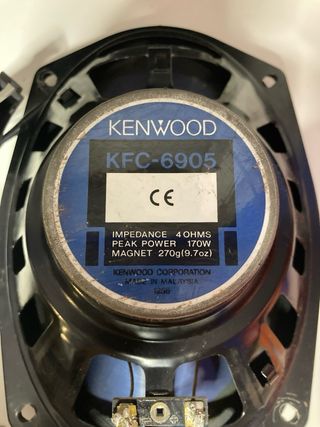 KENWOOD
KFC-6905
CE
IMPEDANCE 4 OHMS
PEAK POWER 170W
MAGNET 270g(9.7oz)
KENWOOD CORPORATION
MADE IN MALAYSIA